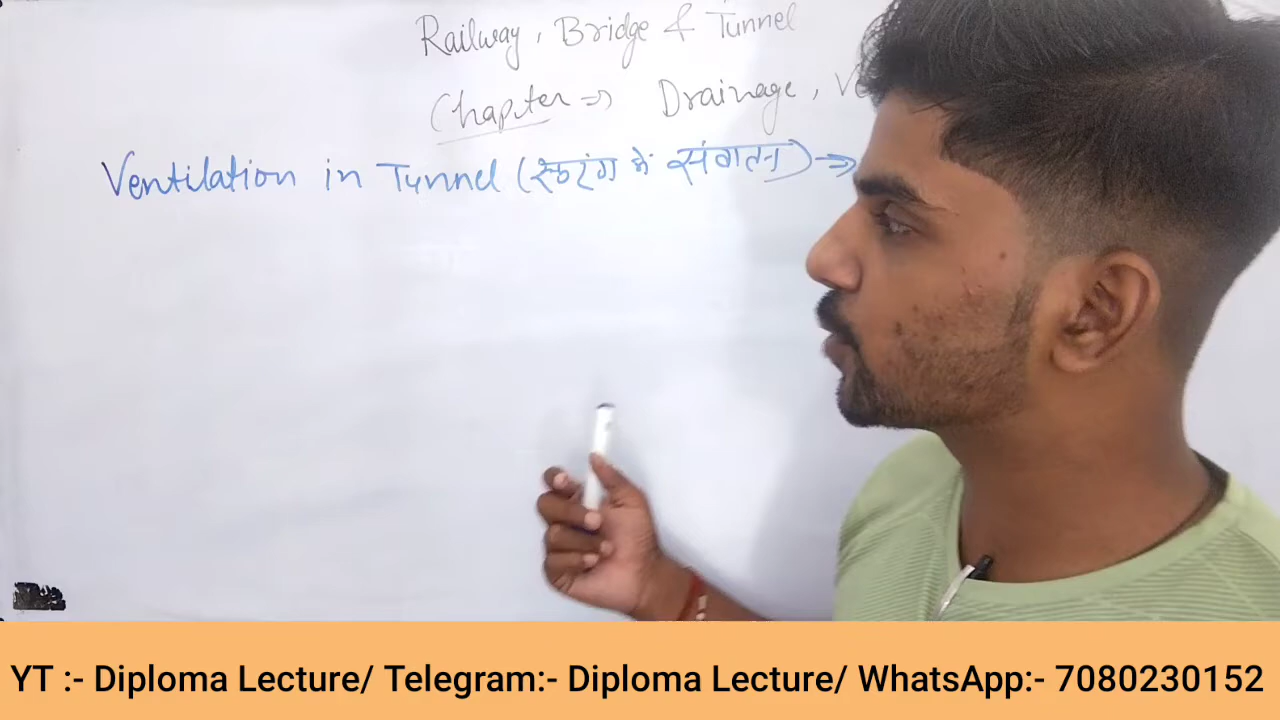 Railway, Bridge & Tunnel
Chapter => Drainage, Ve
Ventilation in Tunnel (सुरंग में संवातन) →
YT :- Diploma Lecture/ Telegram:- Diploma Lecture/ WhatsApp:- 7080230152